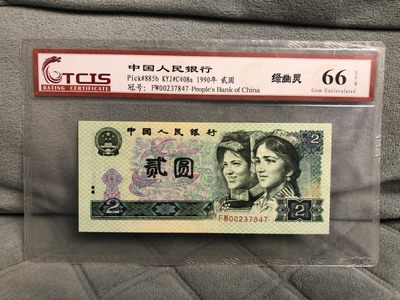 TCIS
RATING CERTIFICATE
中国人民银行
Pick#885b KYJ#C408a 1990年 贰圆
冠号: FW00237847 People's Bank of China
绿幽灵
66 EPQ
Gem Uncirculated
中国人民银行
2
贰圆
FW00237847
2
2